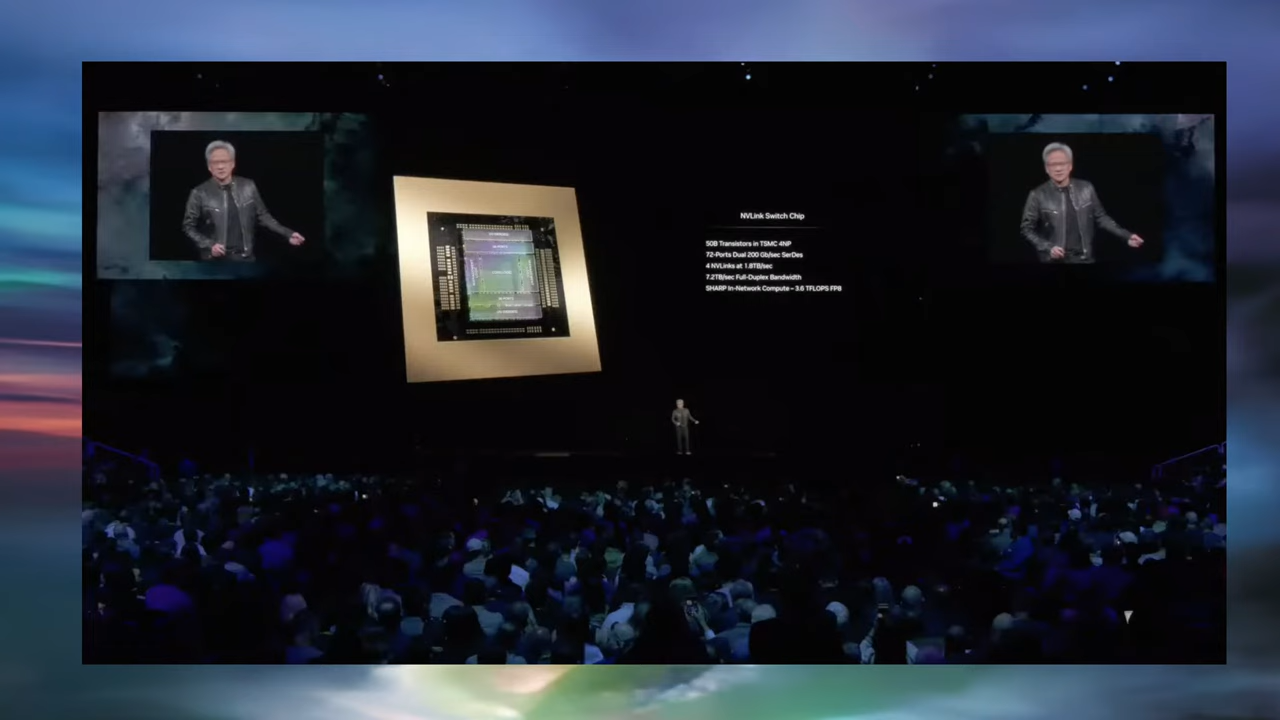 NVLink Switch Chip
50B Transistors in TSMC 4NP
72-Ports Dual 200 Gb/sec SerDes
4 NVLinks at 1.8TB/sec
7.2TB/sec Full-Duplex Bandwidth
SHARP In-Network Compute – 3.6 TFLOPS FP8